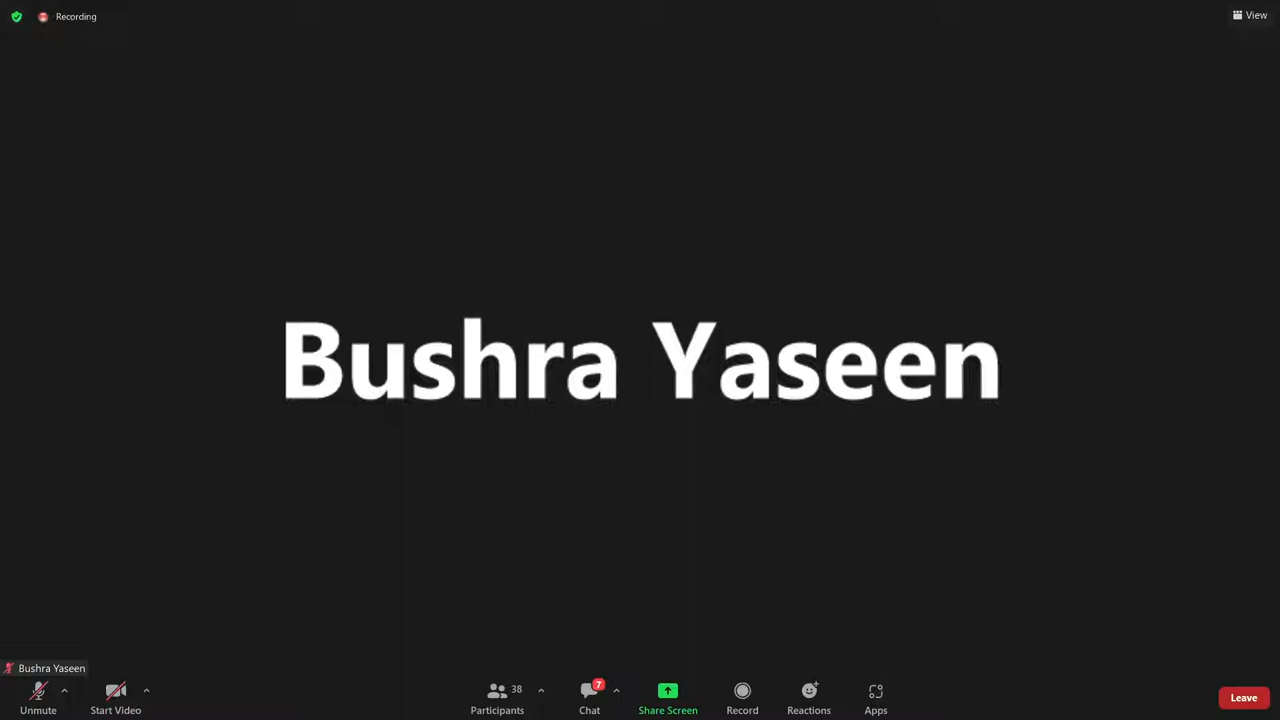 Recording
View
Bushra Yaseen
Bushra Yaseen
Unmute
Start Video
38
Participants
7
Chat
Share Screen
Record
Reactions
Apps
Leave